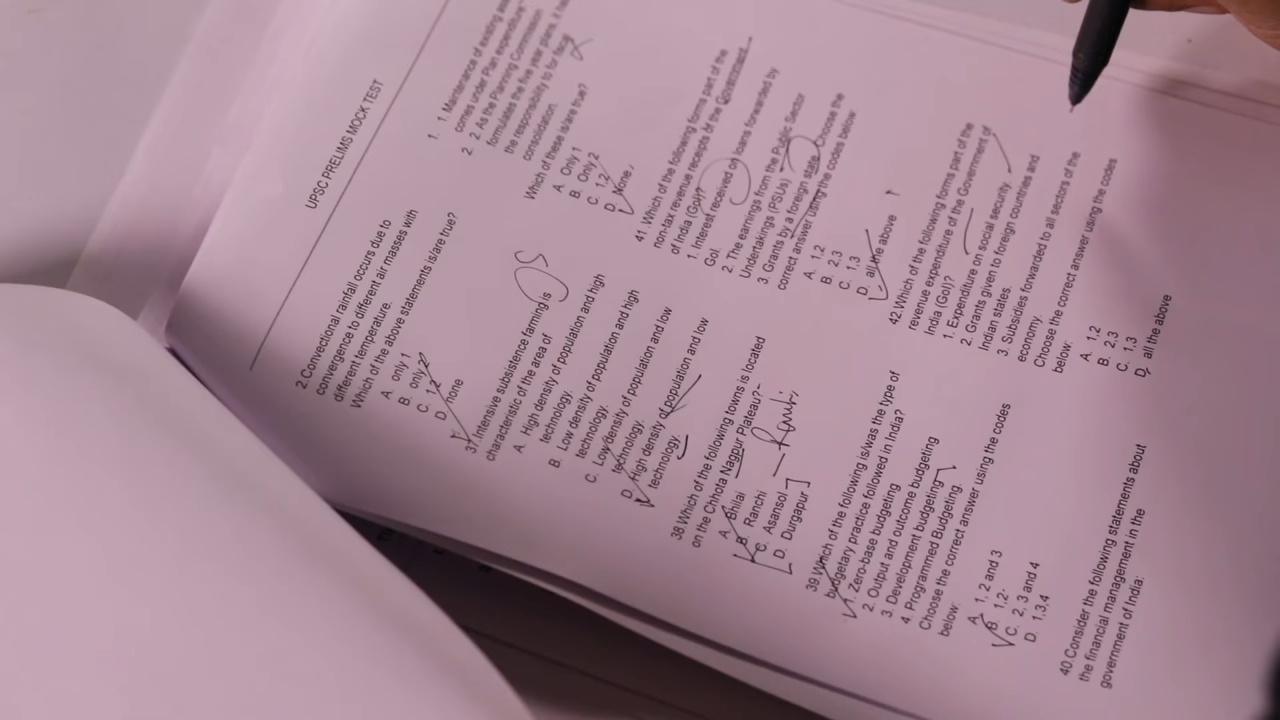 UPSC PRELIMS MOCK TEST
2.Convectional rainfall occurs due to
convergence to different air masses with
different temperature.
Which of the above statements is/are true?
A. only 1
B. only 2
C. 1,2
D. none
37.Intensive subsistence farming is
characteristic of the area of
A. High density of population and high
technology.
B. Low density of population and high
technology.
C. Low density of population and low
technology.
D. High density of population and low
technology.
38.Which of the following towns is located
on the Chhota Nagpur Plateau?
A. Bhilai
B. Ranchi
C. Asansol
D. Durgapur
39.Which of the following is/was the type of
budgetary practice followed in India?
1. Zero-base budgeting
2. Output and outcome budgeting
3. Development budgeting
4. Programmed Budgeting.
Choose the correct answer using the codes
below:
A. 1, 2 and 3
B. 1,2
C. 2,3 and 4
D. 1,3,4
40.Consider the following statements about
the financial management in the
government of India:
1. 1. Maintenance of existing
comes under Plan expenditure
2. 2. As the Planning Commission
formulates the five year plans, it
the responsibility to for
consolidation.
Which of these is/are true?
A. Only 1
B. Only 2
C. 1,2
D. None
41.Which of the following forms part of the
non-tax revenue receipts of the Government
of India (GoI)?
1. Interest received on loans forwarded by
GoI.
2. The earnings from the Public Sector
Undertakings (PSUs)
3 Grants by a foreign state Choose the
correct answer using the codes below
A. 1,2
B. 2,3
C. 1,3
D. all the above
42.Which of the following forms part of the
revenue expenditure of the Government of
India (GoI)?
1. Expenditure on social security
2. Grants given to foreign countries and
Indian states.
3. Subsidies forwarded to all sectors of the
economy.
Choose the correct answer using the codes
below:
A. 1,2
B. 2,3
C. 1,3
D. all the above